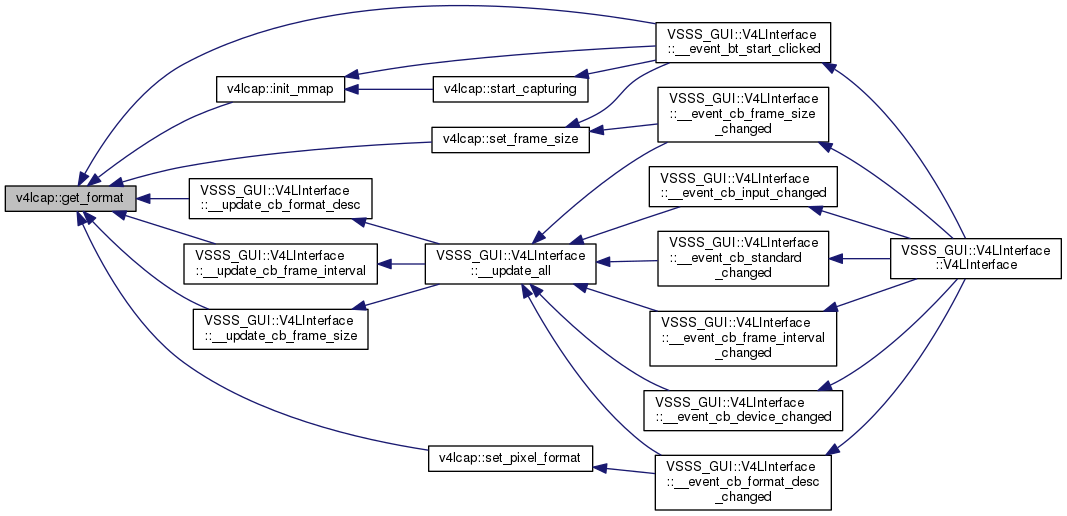 v4lcap::get_format
v4lcap::init_mmap
VSSS_GUI::V4LInterface
::__update_cb_format_desc
VSSS_GUI::V4LInterface
::__update_cb_frame_interval
VSSS_GUI::V4LInterface
::__update_cb_frame_size
v4lcap::start_capturing
v4lcap::set_frame_size
VSSS_GUI::V4LInterface
::__update_all
v4lcap::set_pixel_format
VSSS_GUI::V4LInterface
::__event_bt_start_clicked
VSSS_GUI::V4LInterface
::__event_cb_frame_size
_changed
VSSS_GUI::V4LInterface
::__event_cb_input_changed
VSSS_GUI::V4LInterface
::__event_cb_standard
_changed
VSSS_GUI::V4LInterface
::__event_cb_frame_interval
_changed
VSSS_GUI::V4LInterface
::__event_cb_device_changed
VSSS_GUI::V4LInterface
::__event_cb_format_desc
_changed
VSSS_GUI::V4LInterface
::V4LInterface